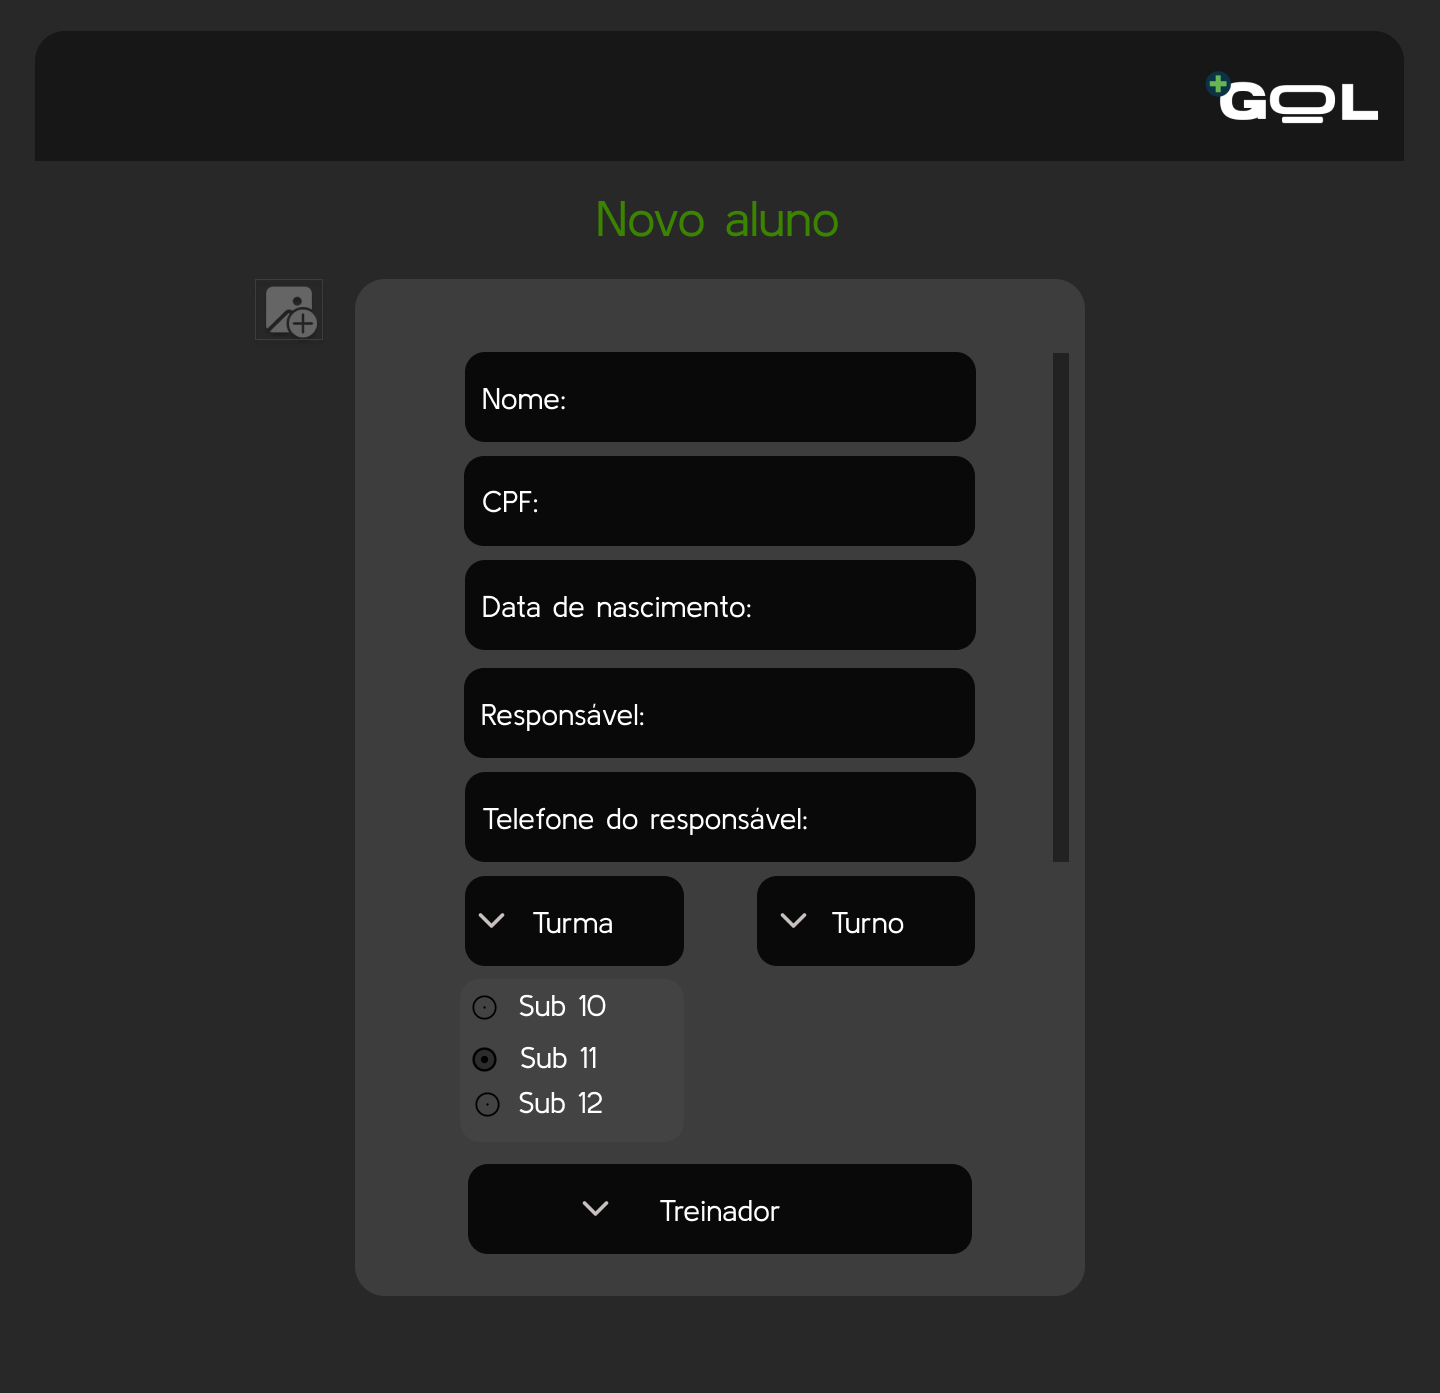 +GOL
Novo aluno
Nome:
CPF:
Data de nascimento:
Responsável:
Telefone do responsável:
Turma Turno
Sub 10
Sub 11
Sub 12
Treinador